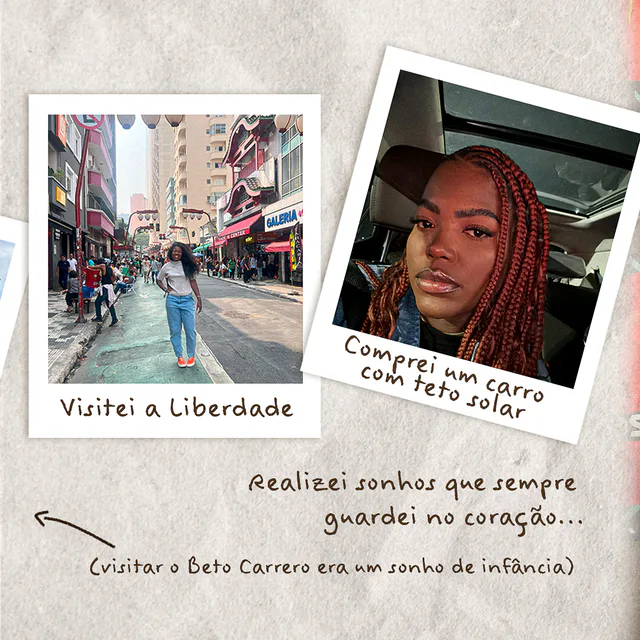 GALERIA
Visitei a Liberdade
Comprei um carro
com teto solar
Realizei sonhos que sempre
guardei no coração...
(visitar o Beto Carrero era um sonho de infância)